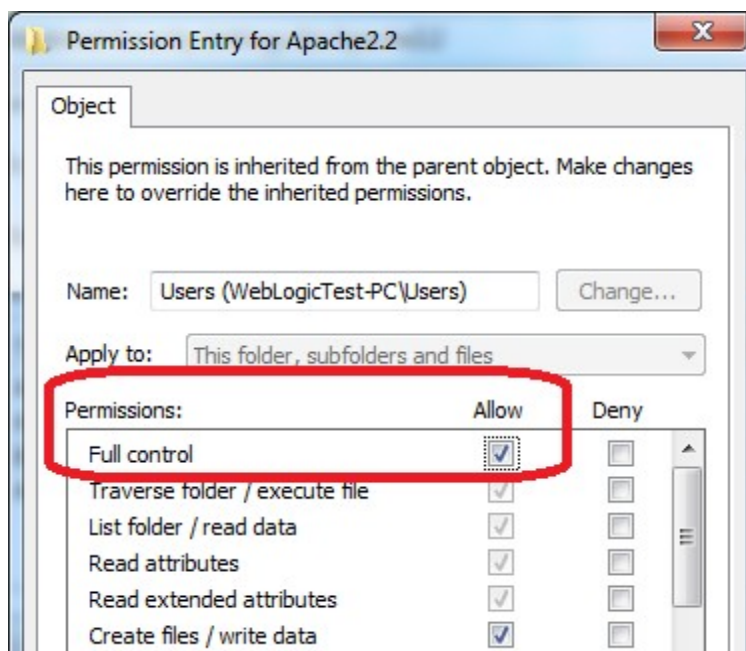 Permission Entry for Apache2.2
Object
This permission is inherited from the parent object. Make changes
here to override the inherited permissions.
Name: Users (WebLogicTest-PC\Users) Change...
Apply to: This folder, subfolders and files
Permissions: Allow Deny
Full control
Traverse folder / execute file
List folder / read data
Read attributes
Read extended attributes
Create files / write data